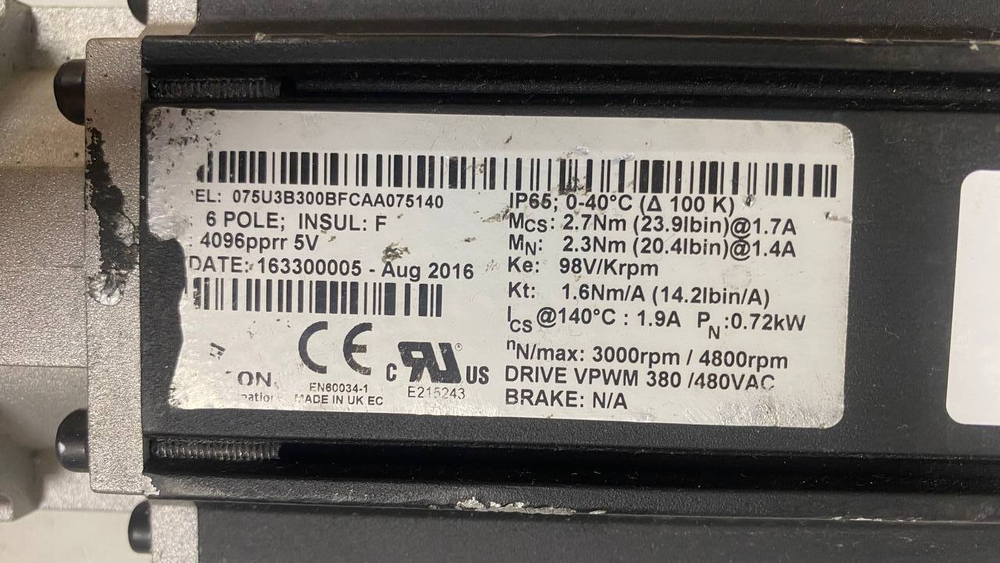 EL: 075U3B300BFCAA075140
6 POLE; INSUL: F
4096pprr 5V
DATE: 163300005 - Aug 2016
IP65; 0-40°C (Δ 100 K)
MCS: 2.7Nm (23.9lbin)@1.7A
MN: 2.3Nm (20.4lbin)@1.4A
Ke: 98V/Krpm
Kt: 1.6Nm/A (14.2lbin/A)
ICS @140°C : 1.9A PN :0.72kW
nN/max: 3000rpm / 4800rpm
DRIVE VPWM 380 /480VAC
BRAKE: N/A
CE
EN60034-1
MADE IN UK EC
C RU US
®
E215243
ON